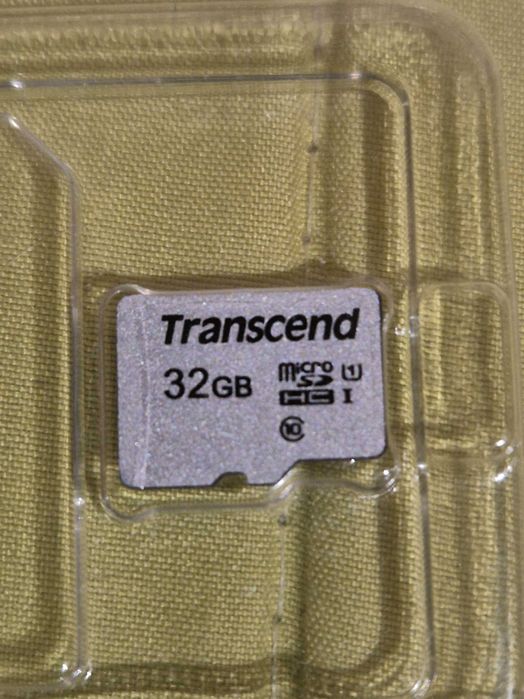 Transcend
32GB
micro SD HC I U1
10